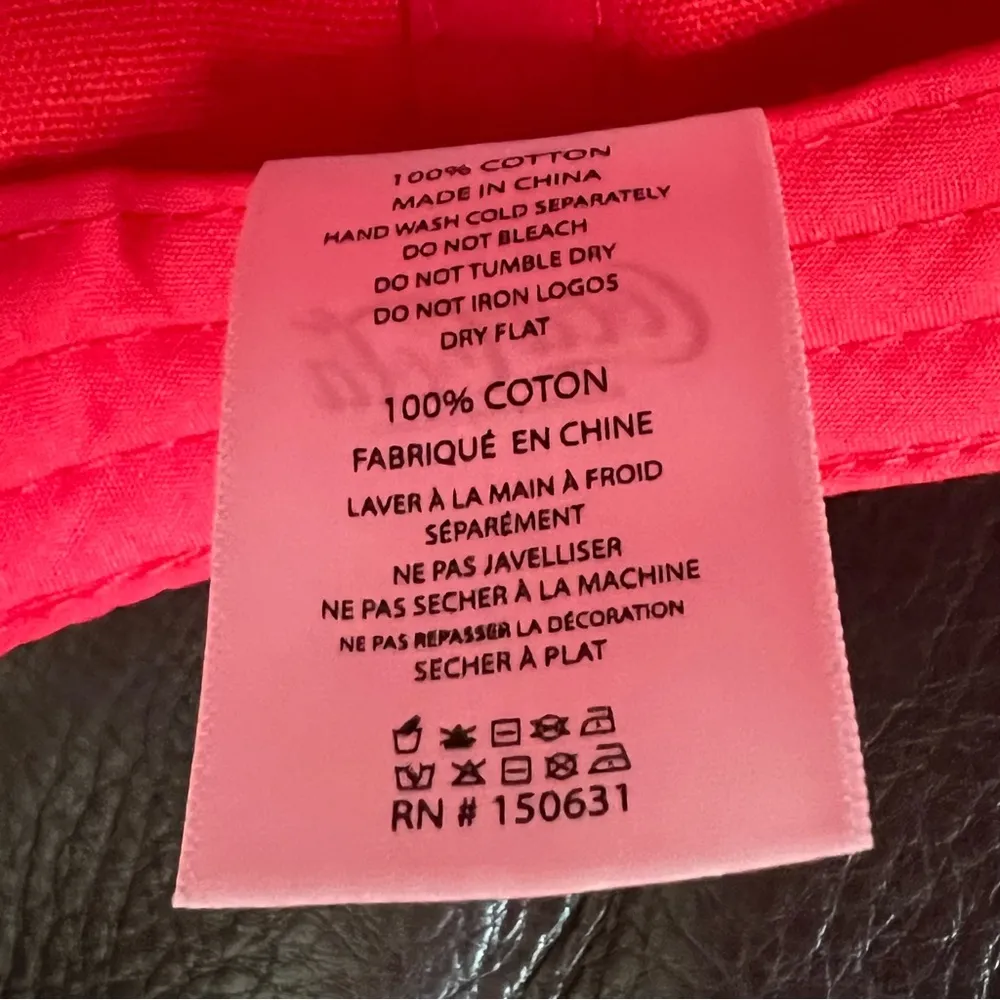 100% COTTON
MADE IN CHINA
HAND WASH COLD SEPARATELY
DO NOT BLEACH
DO NOT TUMBLE DRY
DO NOT IRON LOGOS
DRY FLAT
100% COTON
FABRIQUÉ EN CHINE
LAVER À LA MAIN À FROID
SÉPARÉMENT
NE PAS JAVELLISER
NE PAS SECHER À LA MACHINE
NE PAS REPASSER LA DÉCORATION
SECHER À PLAT
RN # 150631